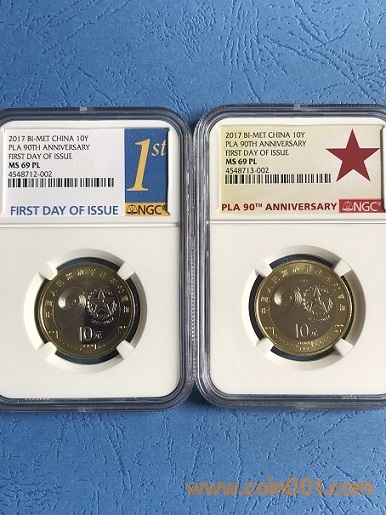 2017 BI-MET CHINA 10Y
PLA 90TH ANNIVERSARY
FIRST DAY OF ISSUE
MS 69 PL
4548712-002
1st
FIRST DAY OF ISSUE
NGC
2017 BI-MET CHINA 10Y
PLA 90TH ANNIVERSARY
FIRST DAY OF ISSUE
MS 69 PL
4548713-002
PLA 90TH ANNIVERSARY
NGC
10元
10元
www.coin001.com